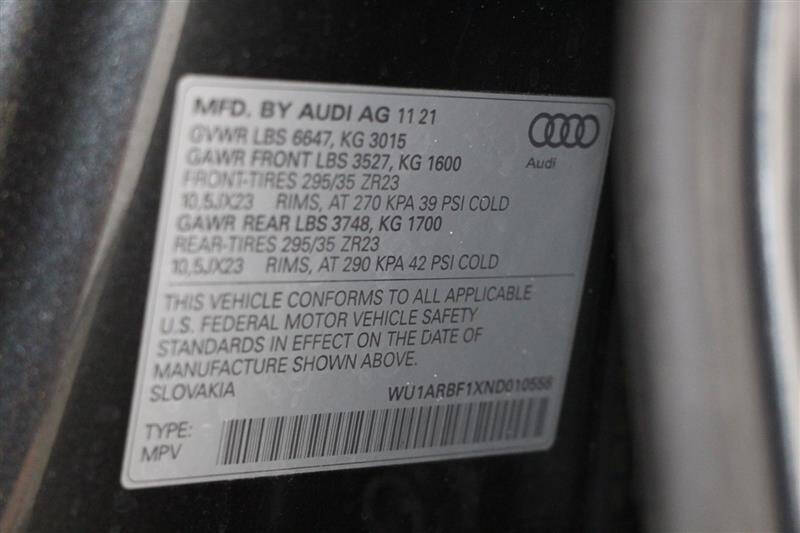 MFD. BY AUDI AG 11 21
GVWR LBS 6647, KG 3015
GAWR FRONT LBS 3527, KG 1600
FRONT-TIRES 295/35 ZR23
10,5JX23 RIMS, AT 270 KPA 39 PSI COLD
GAWR REAR LBS 3748, KG 1700
REAR-TIRES 295/35 ZR23
10,5JX23 RIMS, AT 290 KPA 42 PSI COLD
Audi
THIS VEHICLE CONFORMS TO ALL APPLICABLE
U.S. FEDERAL MOTOR VEHICLE SAFETY
STANDARDS IN EFFECT ON THE DATE OF
MANUFACTURE SHOWN ABOVE.
SLOVAKIA WU1ARBF1XND010556
TYPE:
MPV